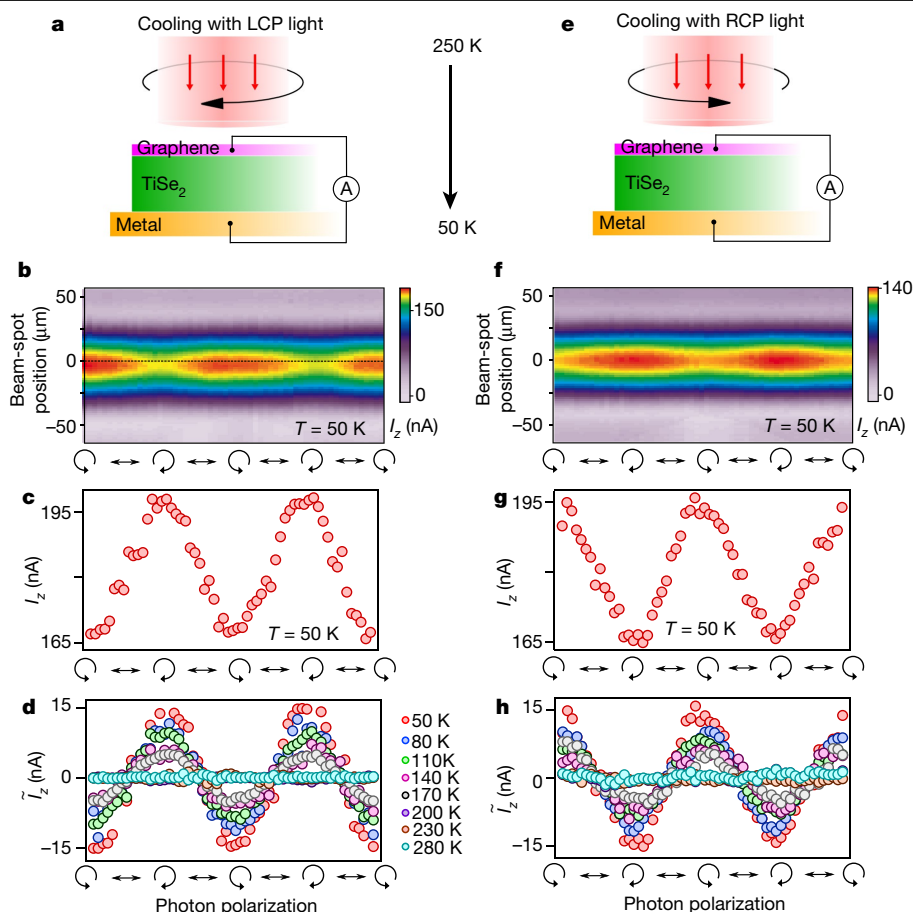 a
Cooling with LCP light
Graphene
TiSe2
Metal
A
250 K
50 K
e
Cooling with RCP light
Graphene
TiSe2
Metal
A
b
Beam-spot
position (μm)
50
0
−50
T = 50 K
150
0
Iz (nA)
f
Beam-spot
position (μm)
50
0
−50
T = 50 K
140
0
Iz (nA)
c
Iz (nA)
195
165
T = 50 K
g
Iz (nA)
195
165
T = 50 K
d
Ĩz (nA)
15
0
−15
Photon polarization
50 K
80 K
110K
140 K
170 K
200 K
230 K
280 K
h
Ĩz (nA)
15
0
−15
Photon polarization